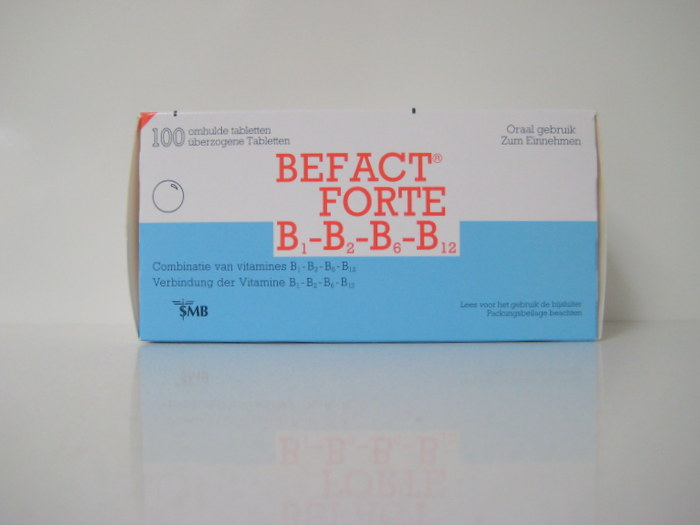 100 omhulde tabletten
überzogene Tabletten
Oraal gebruik
Zum Einnehmen
BEFACT®
FORTE
B₁-B₂-B₆-B₁₂
Combinatie van vitamines B₁-B₂-B₆-B₁₂
Verbindung der Vitamine B₁-B₂-B₆-B₁₂
SMB
Lees voor het gebruik de bijsluiter
Packungsbeilage beachten